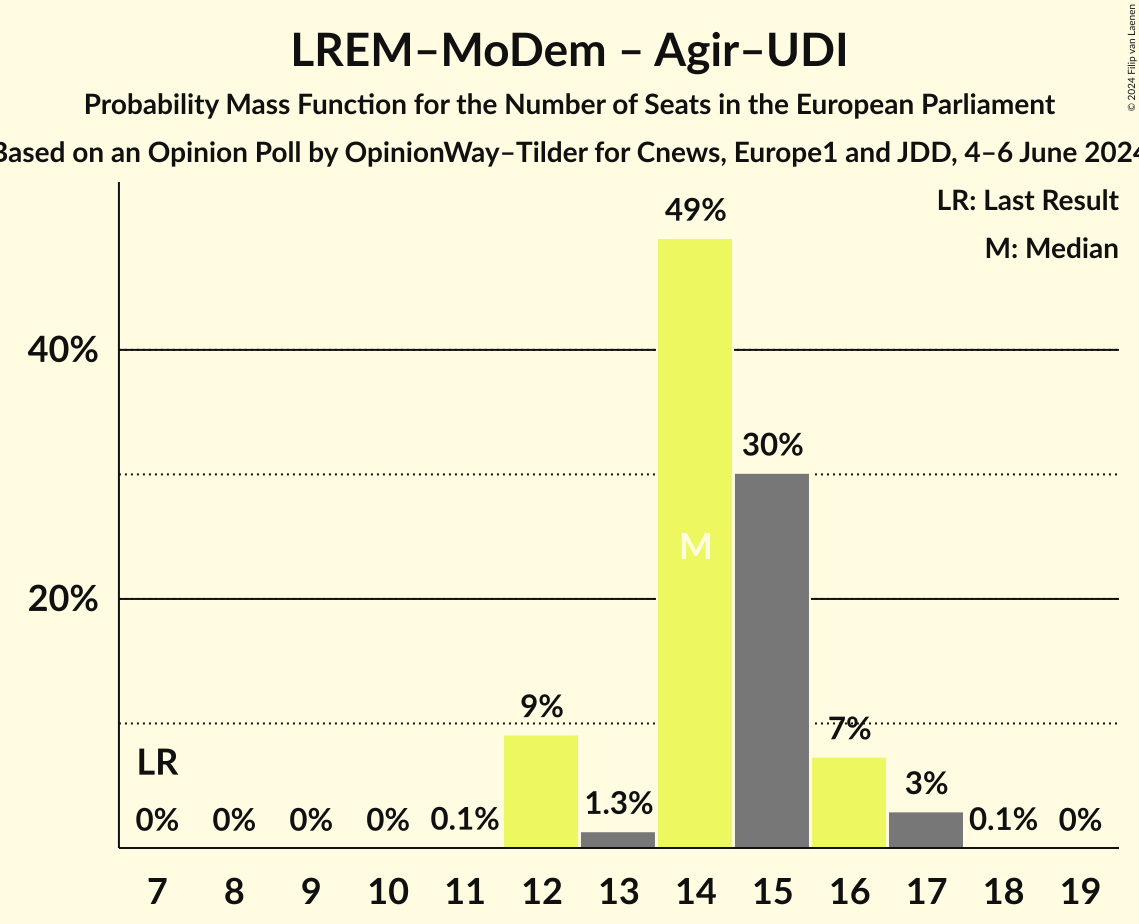 LREM–MoDem – Agir–UDI
Probability Mass Function for the Number of Seats in the European Parliament
Based on an Opinion Poll by OpinionWay–Tilder for Cnews, Europe1 and JDD, 4–6 June 2024
© 2024 Filip van Laenen
LR: Last Result
M: Median
49%
40%
30%
M
20%
9%
7%
LR
3%
1.3%
0% 0% 0% 0% 0.1% 0.1% 0%
7 8 9 10 11 12 13 14 15 16 17 18 19